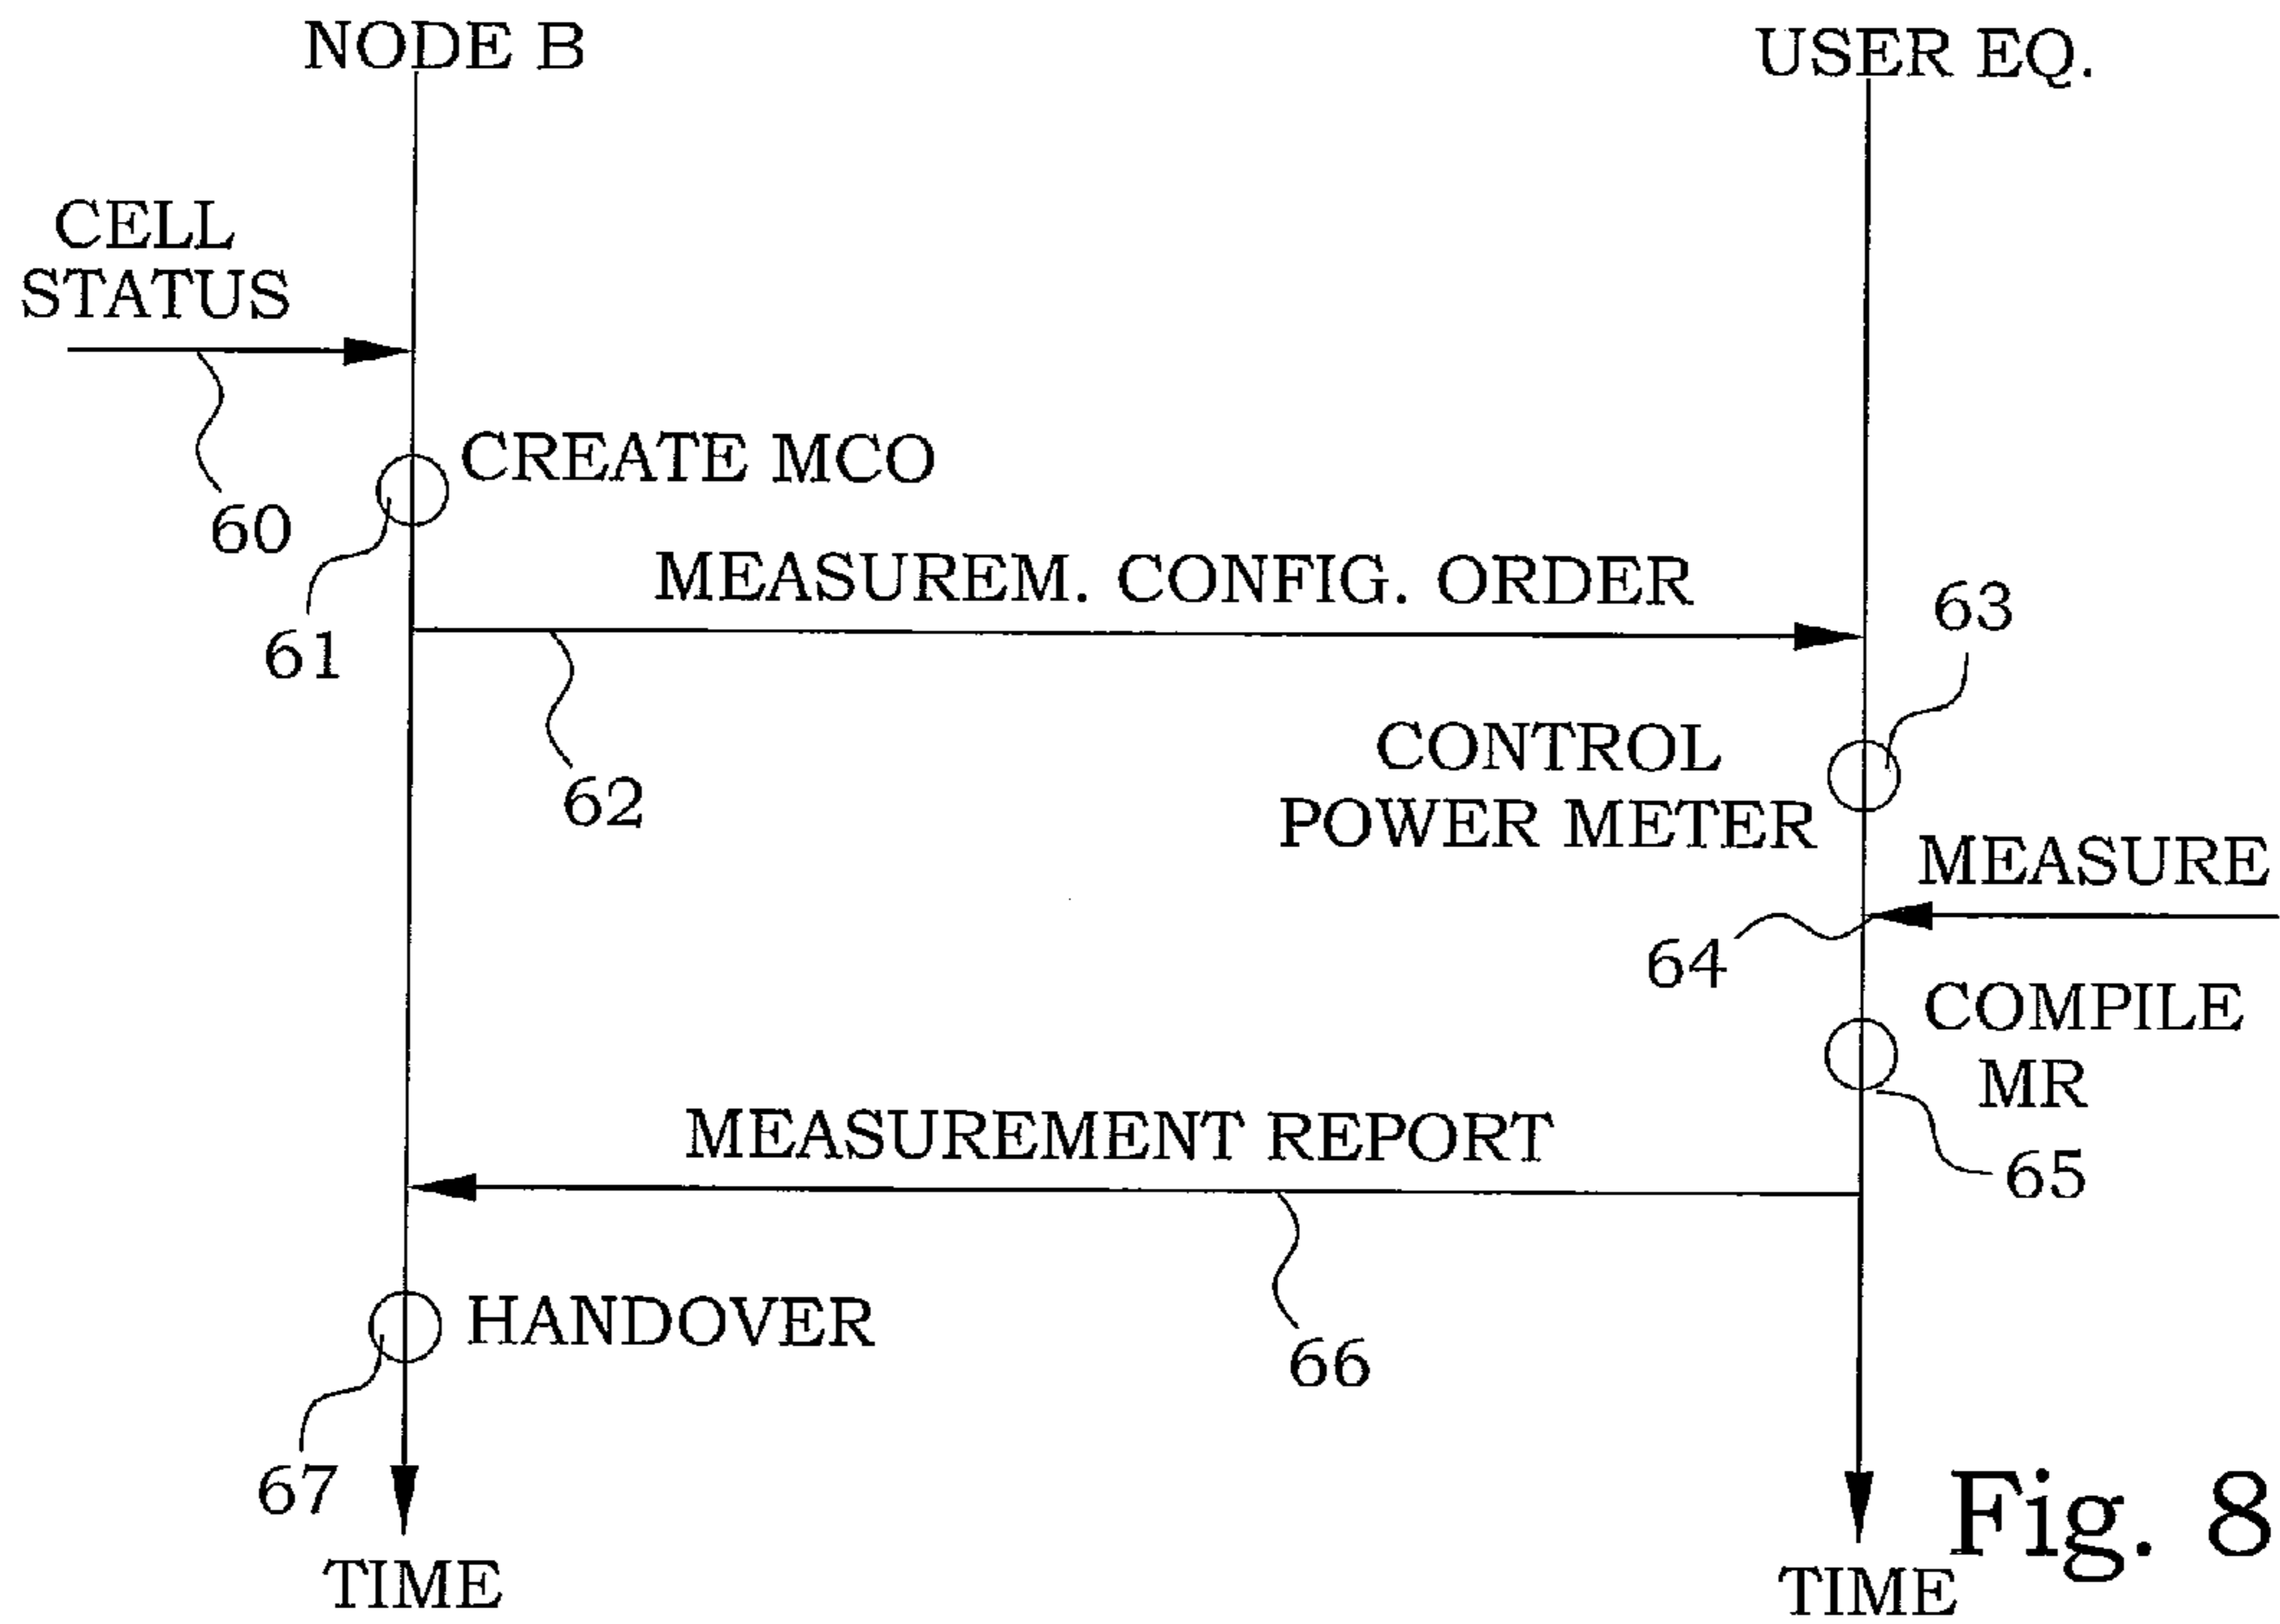 NODE B
USER EQ.
CELL
STATUS
60
CREATE MCO
61
MEASUREM. CONFIG. ORDER
62
63
CONTROL
POWER METER
MEASURE
64
COMPILE
MR
65
MEASUREMENT REPORT
66
HANDOVER
67
TIME
TIME
Fig. 8